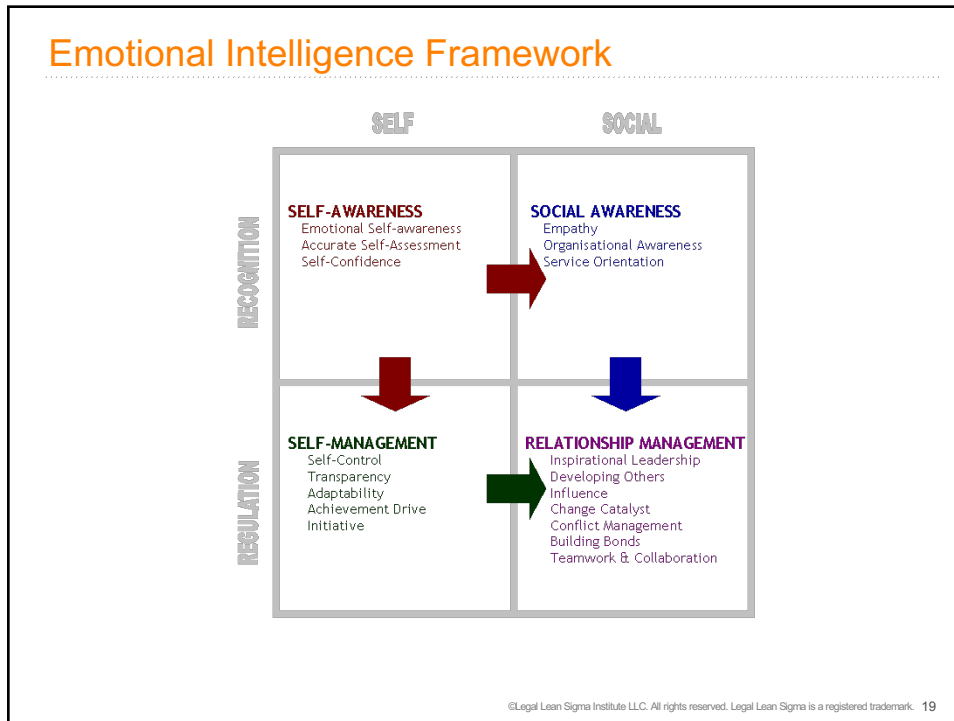 Emotional Intelligence Framework
SELF
SOCIAL
RECOGNITION
SELF-AWARENESS
Emotional Self-awareness
Accurate Self-Assessment
Self-Confidence
SOCIAL AWARENESS
Empathy
Organisational Awareness
Service Orientation
REGULATION
SELF-MANAGEMENT
Self-Control
Transparency
Adaptability
Achievement Drive
Initiative
RELATIONSHIP MANAGEMENT
Inspirational Leadership
Developing Others
Influence
Change Catalyst
Conflict Management
Building Bonds
Teamwork & Collaboration
©Legal Lean Sigma Institute LLC. All rights reserved. Legal Lean Sigma is a registered trademark. 19